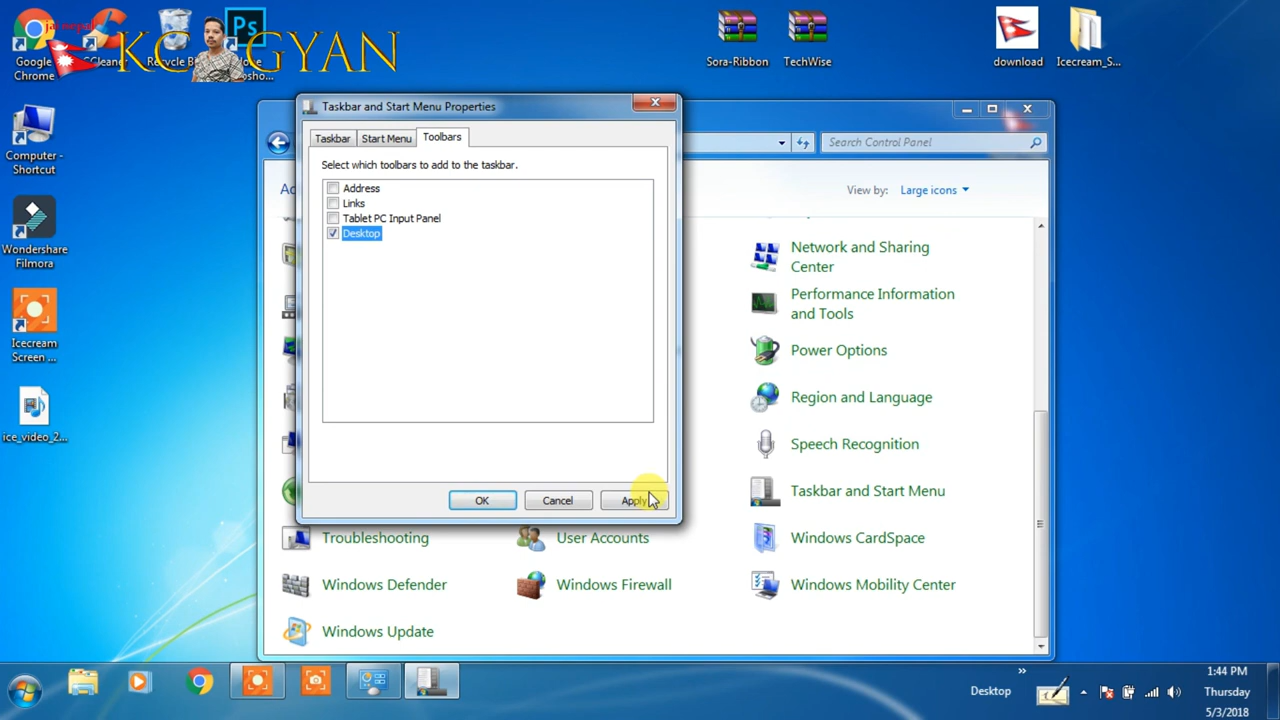 jai nepal
KC GYAN
Google
Chrome
CCleaner
Recycle B
Ps
Sora-Ribbon
TechWise
download
Icecream_S...
Computer -
Shortcut
Wondershare
Filmora
Icecream
Screen ...
ice_video_2...
Taskbar and Start Menu Properties
Taskbar
Start Menu
Toolbars
Select which toolbars to add to the taskbar.
Address
Links
Tablet PC Input Panel
Desktop
OK
Cancel
Apply
Search Control Panel
View by:
Large icons
Network and Sharing
Center
Performance Information
and Tools
Power Options
Region and Language
Speech Recognition
Taskbar and Start Menu
Troubleshooting
User Accounts
Windows CardSpace
Windows Defender
Windows Firewall
Windows Mobility Center
Windows Update
Desktop
»
1:44 PM
Thursday
5/3/2018